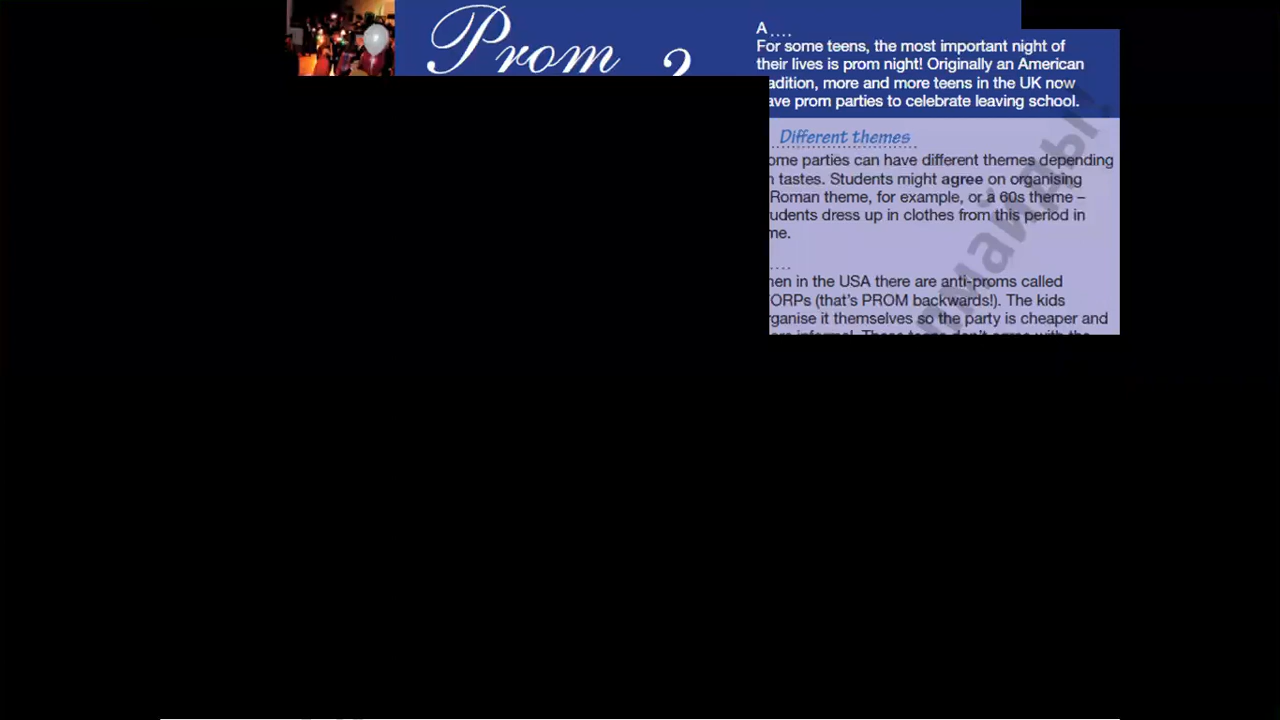 Prom
?
A....
For some teens, the most important night of
their lives is prom night! Originally an American
adition, more and more teens in the UK now
ave prom parties to celebrate leaving school.
Different themes
ome parties can have different themes depending
n tastes. Students might agree on organising
Roman theme, for example, or a 60s theme –
udents dress up in clothes from this period in
me.
....
hen in the USA there are anti-proms called
ORPs (that's PROM backwards!). The kids
rganise it themselves so the party is cheaper and